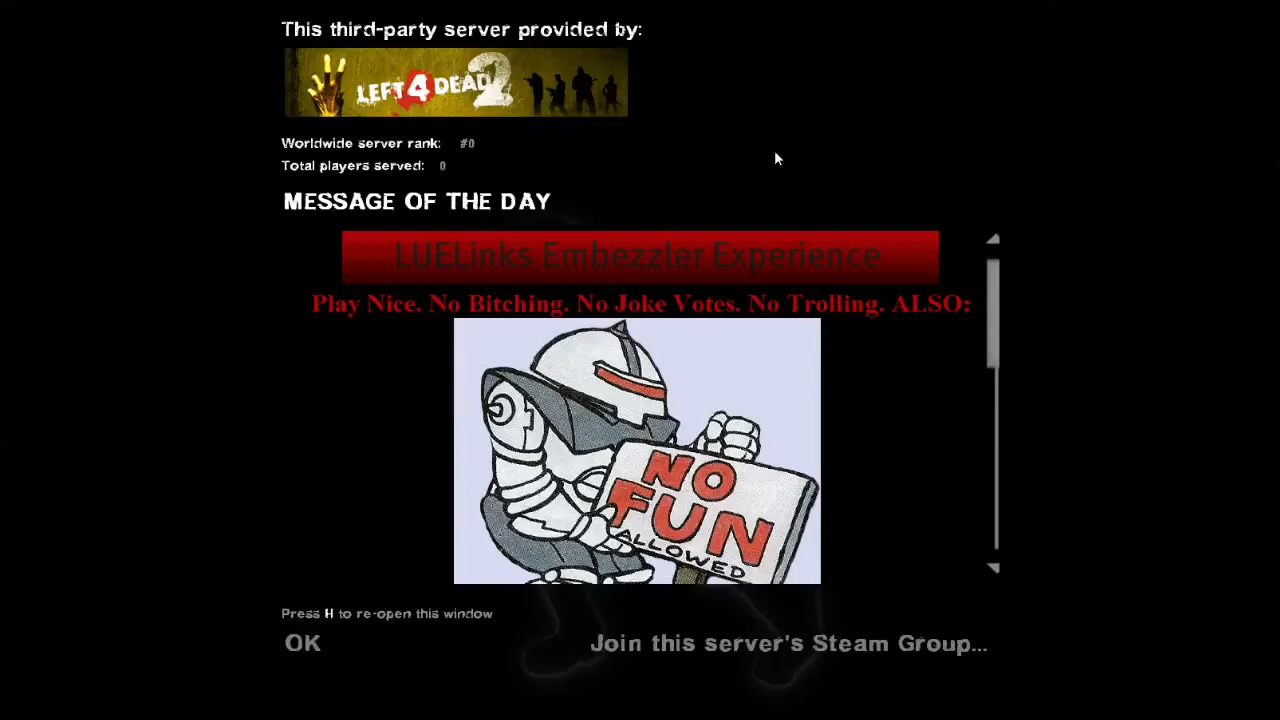 This third-party server provided by:
LEFT 4 DEAD 2
Worldwide server rank: #0
Total players served: 0
MESSAGE OF THE DAY
LUELinks Embezzler Experience
Play Nice. No Bitching. No Joke Votes. No Trolling. ALSO:
NO
FUN
ALLOWED
Press H to re-open this window
OK
Join this server's Steam Group...